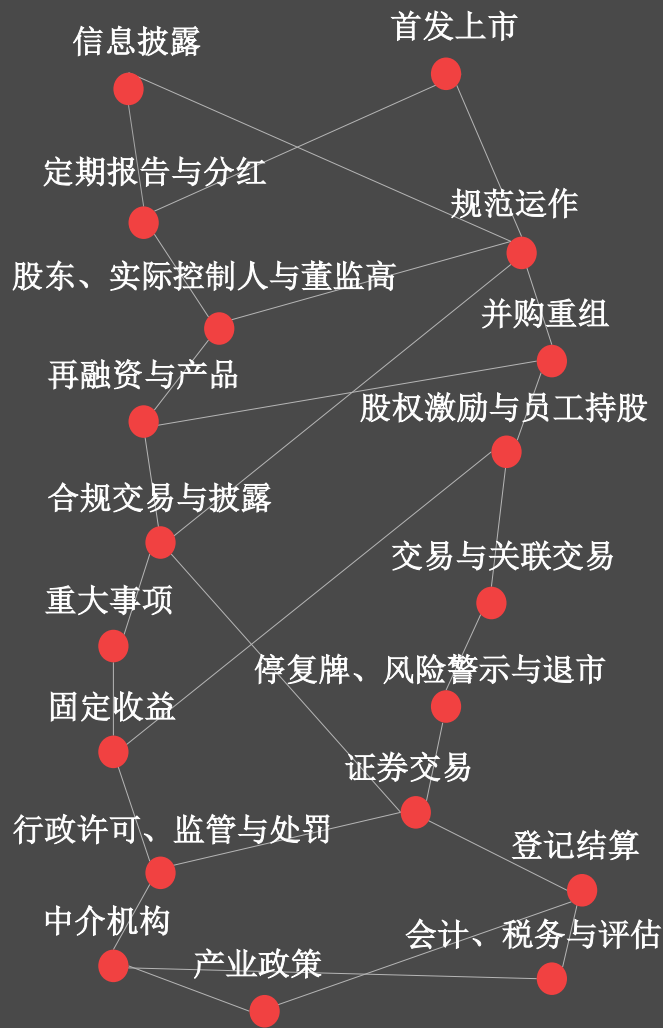 首发上市
信息披露
定期报告与分红
规范运作
股东、实际控制人与董监高
并购重组
再融资与产品
股权激励与员工持股
合规交易与披露
交易与关联交易
重大事项
停复牌、风险警示与退市
固定收益
证券交易
行政许可、监管与处罚
登记结算
中介机构
会计、税务与评估
产业政策